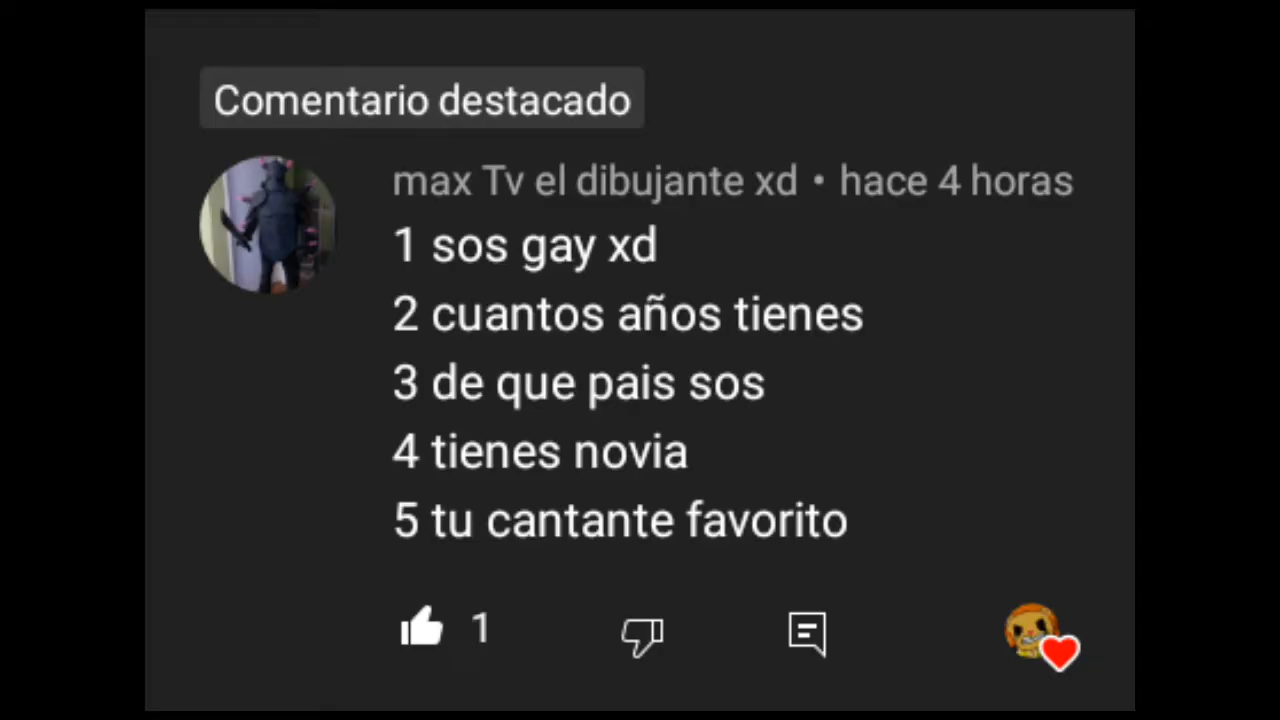 Comentario destacado
max Tv el dibujante xd • hace 4 horas
1 sos gay xd
2 cuantos años tienes
3 de que pais sos
4 tienes novia
5 tu cantante favorito
1